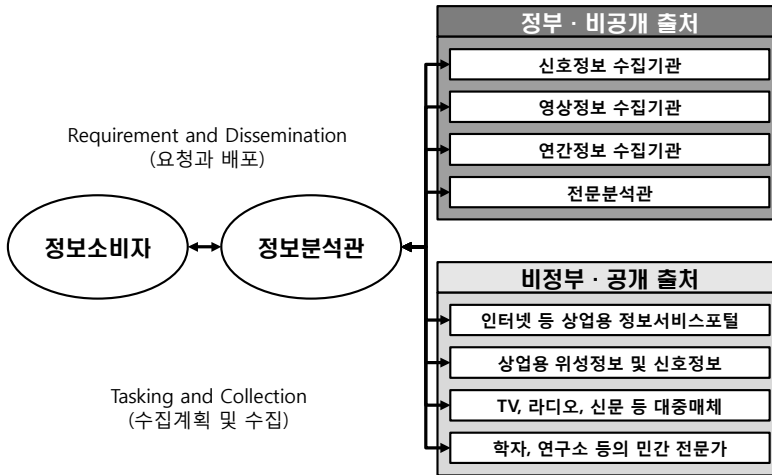 정부 · 비공개 출처
신호정보 수집기관
영상정보 수집기관
연간정보 수집기관
전문분석관
Requirement and Dissemination
(요청과 배포)
정보소비자
정보분석관
비정부 · 공개 출처
인터넷 등 상업용 정보서비스포털
상업용 위성정보 및 신호정보
TV, 라디오, 신문 등 대중매체
학자, 연구소 등의 민간 전문가
Tasking and Collection
(수집계획 및 수집)